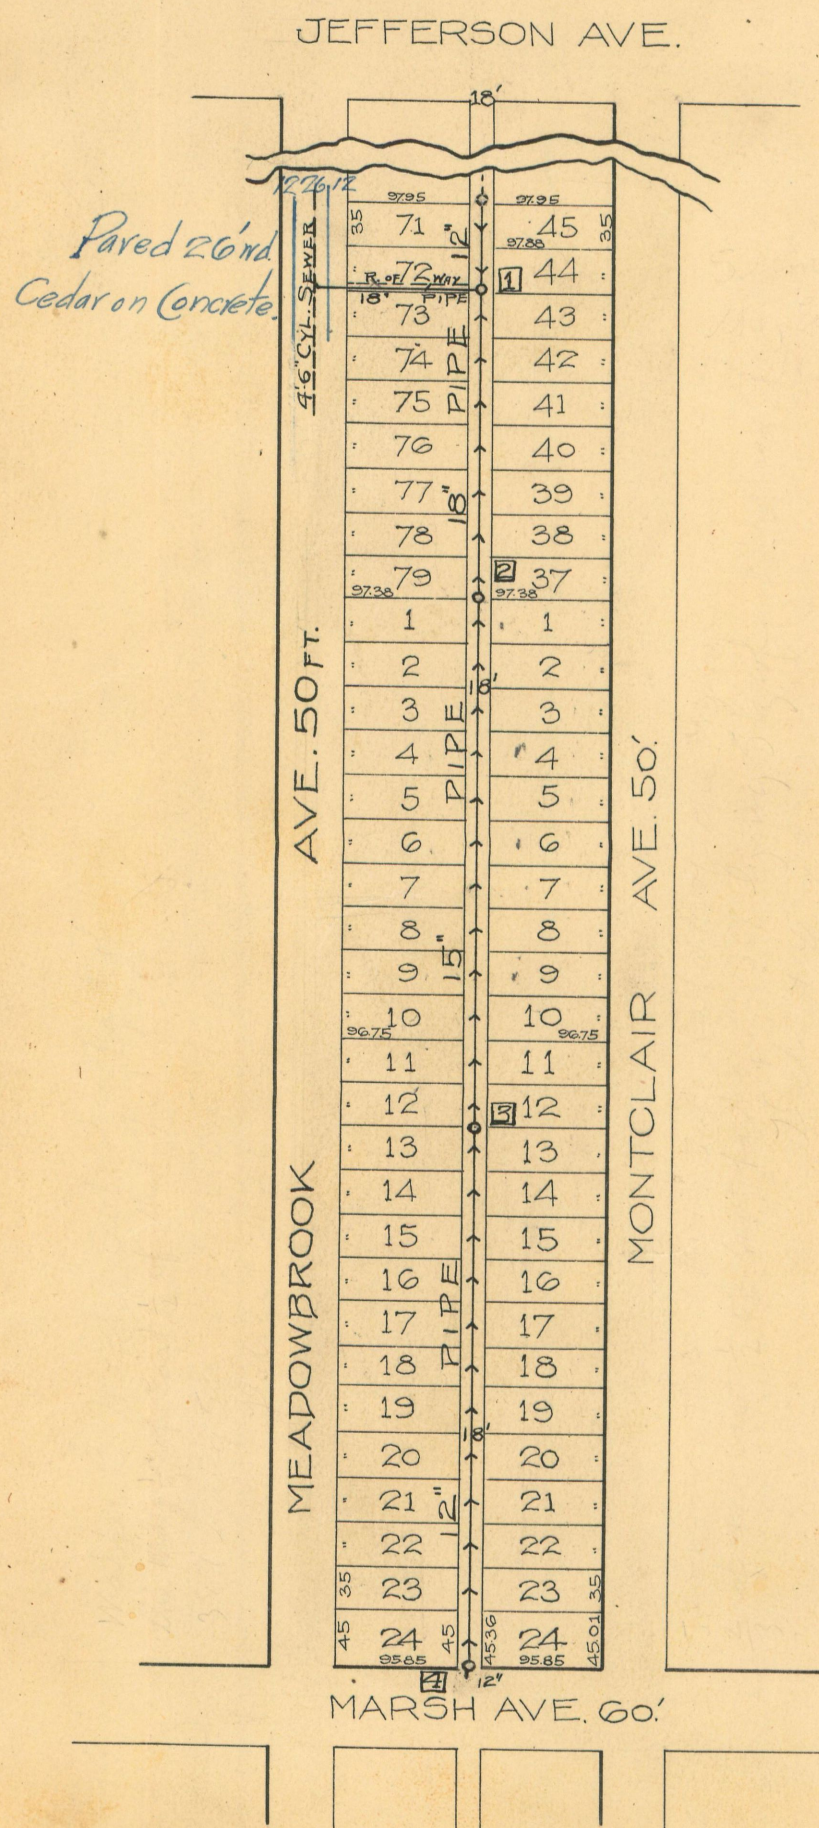 JEFFERSON AVE.
18'
12 26 12
97.95 97.95
35 71 12" 45 35
97.88
Paved 26' wd.
Cedar on Concrete.
4'6" CYL. SEWER
72 1 44
R. OF WAY
18" PIPE
73 43
74 PIPE 42
75 41
76 40
77 18" 39
78 38
79 2 37
97.38 97.38
1 1
2 2
18'
3 3
4 PIPE 4
5 5
6 6
7 7
8 8
9 15" 9
10 10
96.75 96.75
11 11
12 3 12
13 13
14 14
15 15
16 16
17 PIPE 17
18 18
19 19
18'
20 20
21 12" 21
22 22
35 23 23 35
45 24 45 45.36 24 45.01
95.85 95.85
4 12"
MEADOWBROOK AVE. 50 FT.
MONTCLAIR AVE. 50'.
MARSH AVE. 60'.